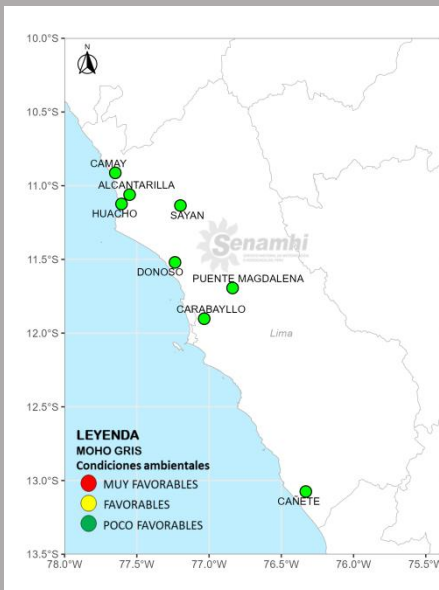 N
10.0°S
10.5°S
CAMAY
11.0°S
ALCANTARILLA
HUACHO
SAYAN
Senamhi
11.5°S
DONOSO
PUENTE MAGDALENA
CARABAYLLO
12.0°S
Lima
12.5°S
LEYENDA
MOHO GRIS
Condiciones ambientales
13.0°S
MUY FAVORABLES
FAVORABLES
CAÑETE
POCO FAVORABLES
13.5°S
78.0°W 77.5°W 77.0°W 76.5°W 76.0°W 75.5°W